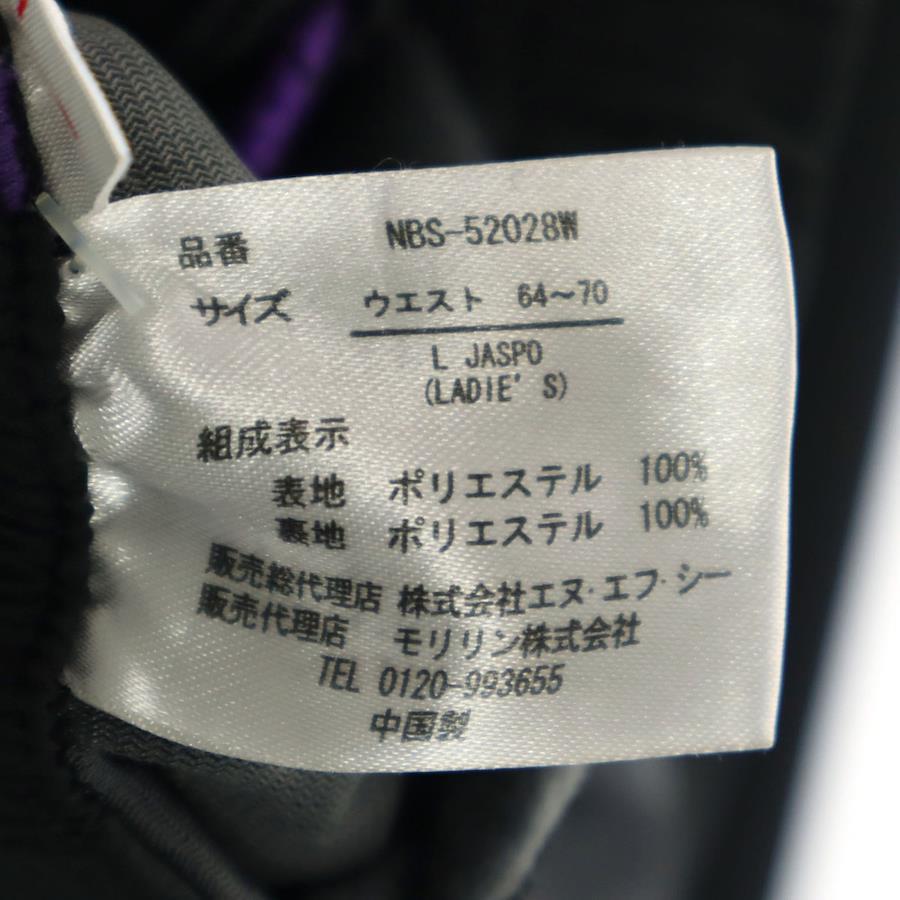 品番 NBS-52028W
サイズ ウエスト 64〜70
L JASPO
(LADIE'S)
組成表示
表地 ポリエステル 100%
裏地 ポリエステル 100%
販売総代理店 株式会社エヌ・エフ・シー
販売代理店 モリリン株式会社
TEL 0120-993655
中国製